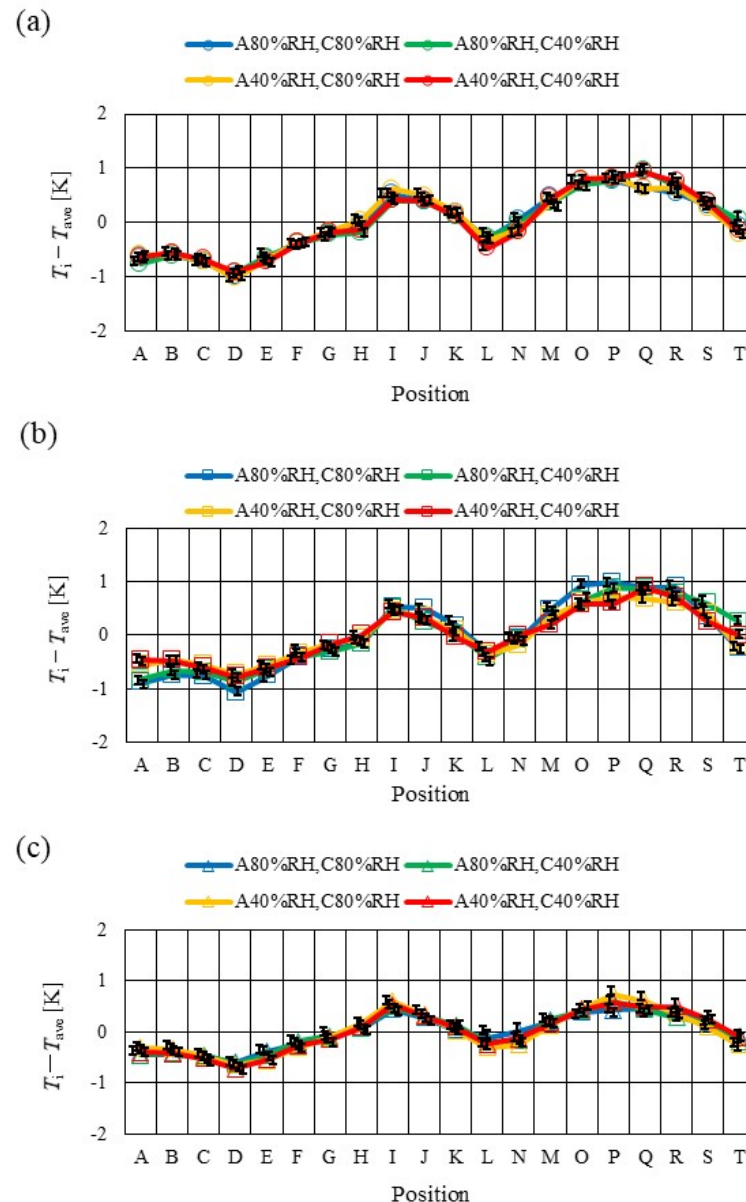 (a)
A80%RH,C80%RH A80%RH,C40%RH
A40%RH,C80%RH A40%RH,C40%RH
2
1
0
-1
-2
Ti − Tave [K]
A B C D E F G H I J K L N M O P Q R S T
Position
(b)
A80%RH,C80%RH A80%RH,C40%RH
A40%RH,C80%RH A40%RH,C40%RH
2
1
0
-1
-2
Ti − Tave [K]
A B C D E F G H I J K L N M O P Q R S T
Position
(c)
A80%RH,C80%RH A80%RH,C40%RH
A40%RH,C80%RH A40%RH,C40%RH
2
1
0
-1
-2
Ti − Tave [K]
A B C D E F G H I J K L N M O P Q R S T
Position